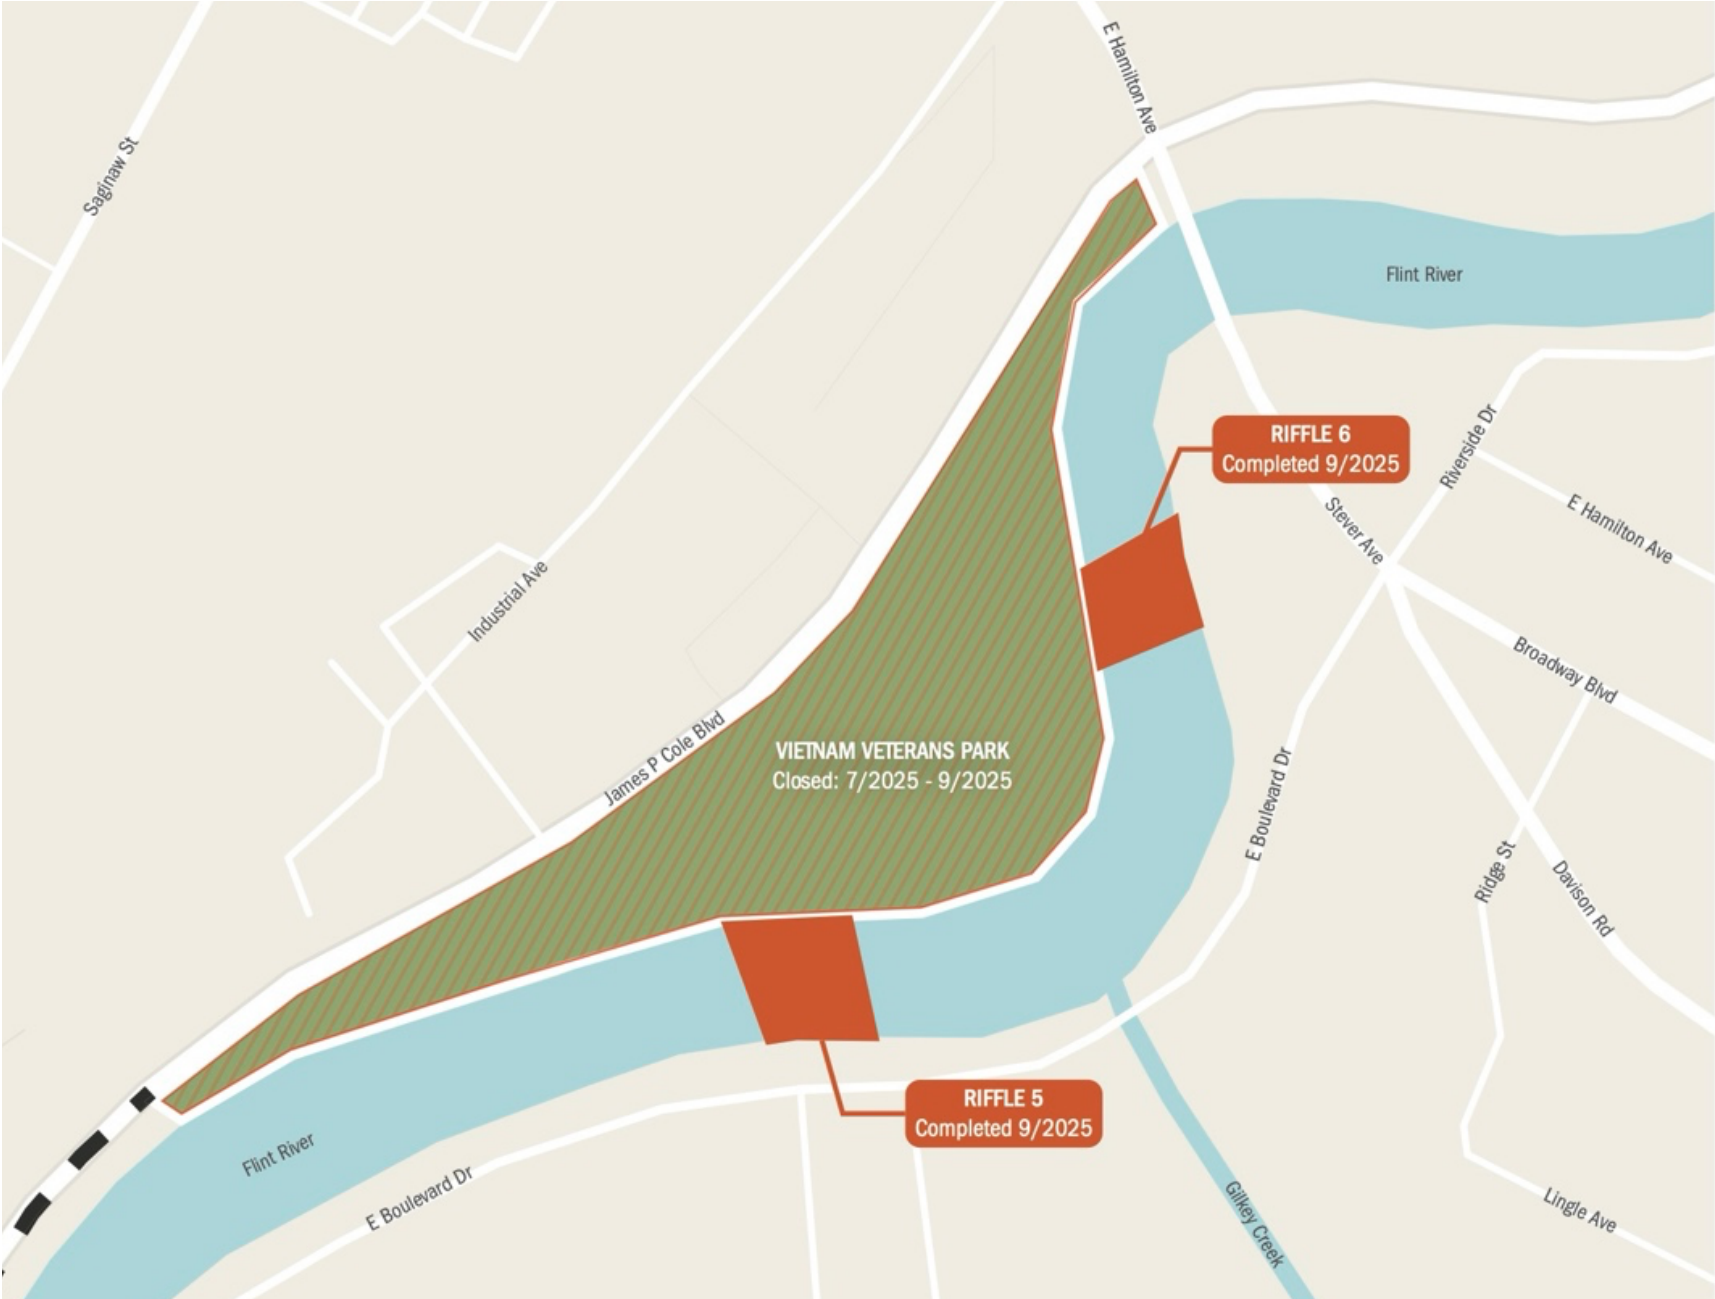 E Hamilton Ave
Saginaw St
Flint River
RIFFLE 6
Completed 9/2025
Riverside Dr
E Hamilton Ave
Stever Ave
Industrial Ave
Broadway Blvd
James P Cole Blvd
VIETNAM VETERANS PARK
Closed: 7/2025 - 9/2025
E Boulevard Dr
Ridge St
Davison Rd
RIFFLE 5
Completed 9/2025
Flint River
E Boulevard Dr
Gilkey Creek
Lingle Ave